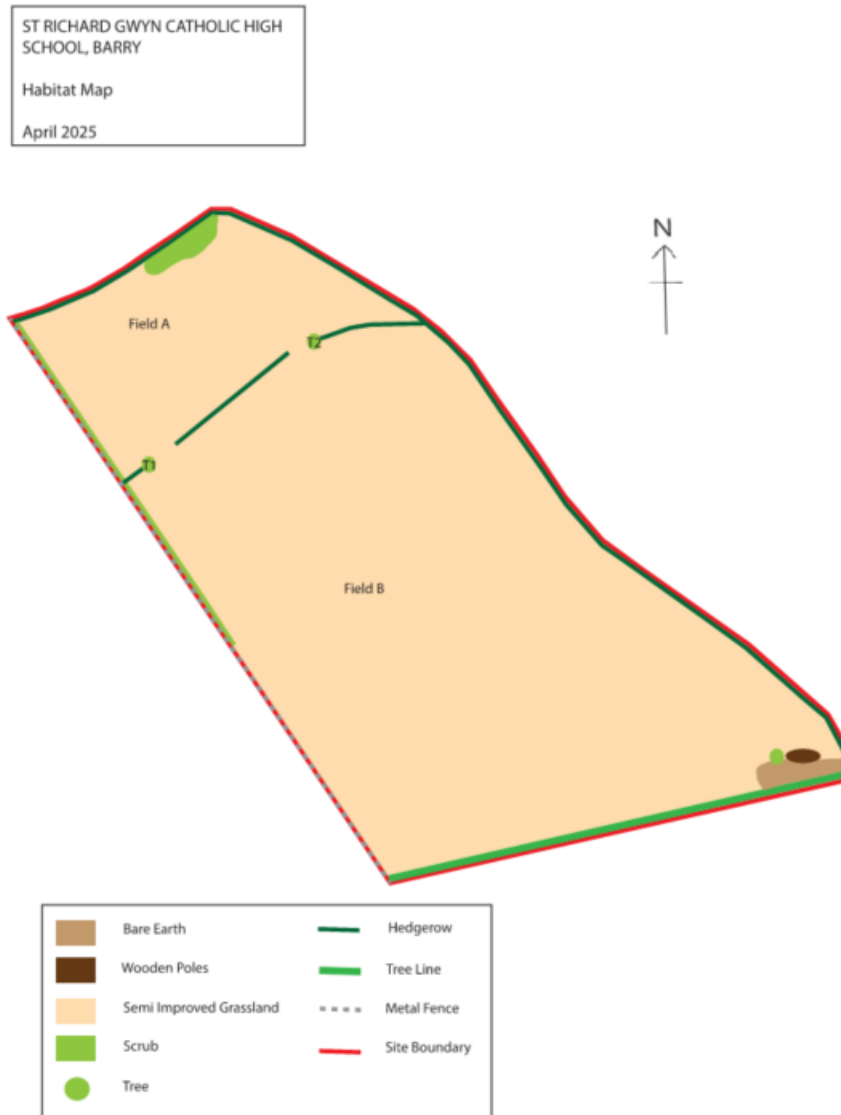 ST RICHARD GWYN CATHOLIC HIGH
SCHOOL, BARRY
Habitat Map
April 2025
N
Field A
T2
T1
Field B
Bare Earth
Hedgerow
Wooden Poles
Tree Line
Semi Improved Grassland
Metal Fence
Scrub
Site Boundary
Tree